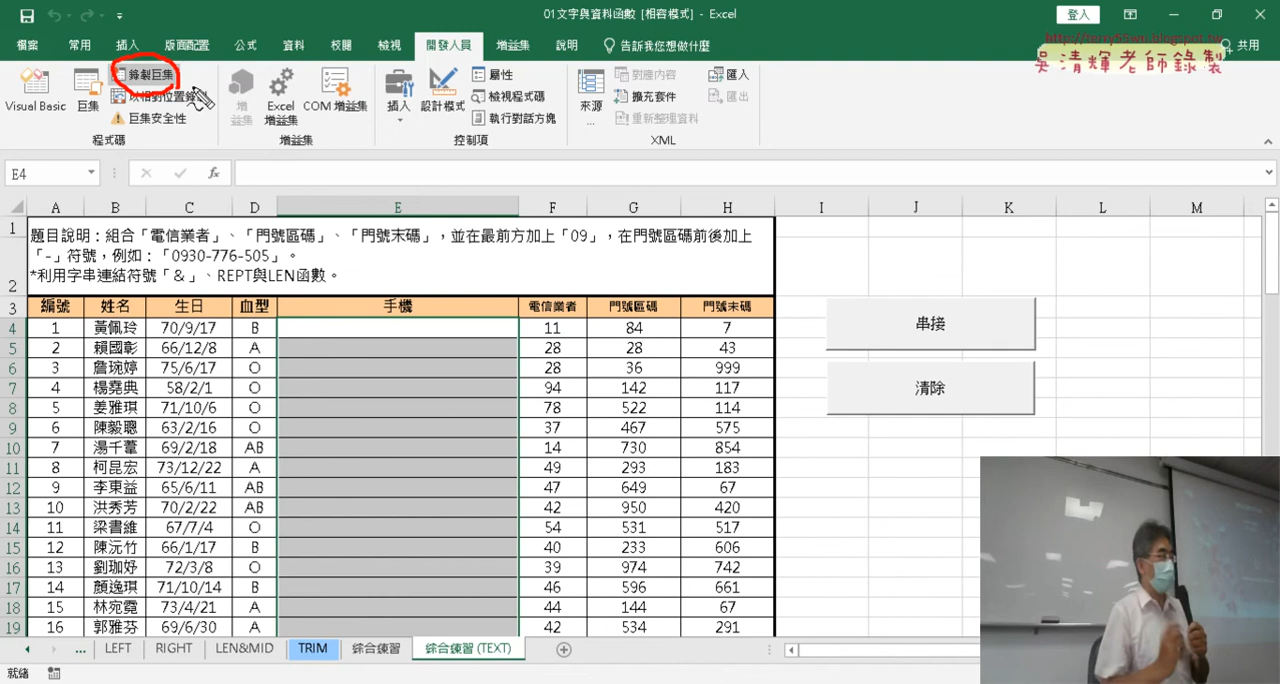 01文字與資料函數 [相容模式] - Excel
登入
檔案 常用 插入 版面配置 公式 資料 校閱 檢視 開發人員 增益集 說明 告訴我您想做什麼 共用
http://terry55wu.blogspot.tw
吳清輝老師錄製
Visual Basic 巨集 錄製巨集 以相對位置錄製 巨集安全性 程式碼
增益集 Excel 增益集 COM 增益集 增益集
插入 設計模式 屬性 檢視程式碼 執行對話方塊 控制項
來源 ... 對應內容 擴充套件 重新整理資料 匯入 匯出 XML
E4 fx
A B C D E F G H I J K L M
1 題目說明：組合「電信業者」、「門號區碼」、「門號末碼」，並在最前方加上「09」，在門號區碼前後加上
「-」符號，例如:「0930-776-505」。
2 *利用字串連結符號「&」、REPT與LEN函數。
3 編號 姓名 生日 血型 手機 電信業者 門號區碼 門號末碼
4 1 黃佩玲 70/9/17 B 11 84 7
5 2 賴國彰 66/12/8 A 28 28 43
6 3 詹琬婷 75/6/17 O 28 36 999
7 4 楊堯典 58/2/1 O 94 142 117
8 5 姜雅琪 71/10/6 O 78 522 114
9 6 陳毅聰 63/2/16 O 37 467 575
10 7 湯千葦 69/2/18 AB 14 730 854
11 8 柯昆宏 73/12/22 A 49 293 183
12 9 李東益 65/6/11 AB 47 649 67
13 10 洪秀芳 70/2/22 AB 42 950 420
14 11 梁書維 67/7/4 O 54 531 517
15 12 陳沅竹 66/1/17 B 40 233 606
16 13 劉珈妤 72/3/8 O 39 974 742
17 14 顏逸琪 71/10/14 B 46 596 661
18 15 林宛霓 73/4/21 A 44 144 67
19 16 郭雅芬 69/6/30 A 42 534 291
串接
清除
... LEFT RIGHT LEN&MID TRIM 綜合練習 綜合練習 (TEXT)
就緒